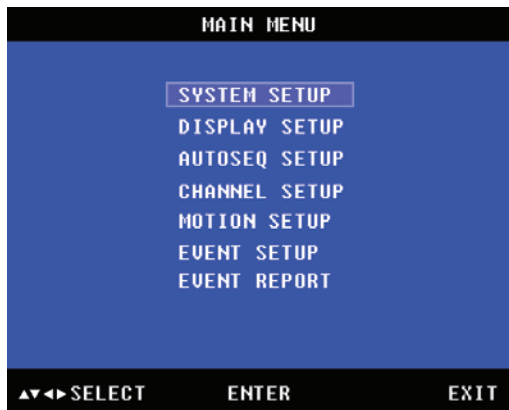 MAIN MENU
SYSTEM SETUP
DISPLAY SETUP
AUTOSEQ SETUP
CHANNEL SETUP
MOTION SETUP
EVENT SETUP
EVENT REPORT
▲▼◄►SELECT ENTER EXIT